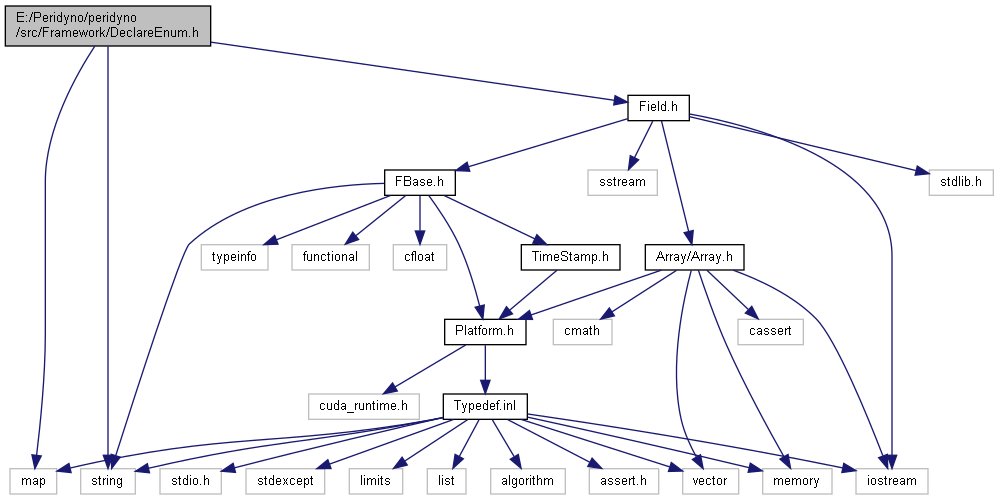 E:/Peridyno/peridyno
/src/Framework/DeclareEnum.h
Field.h
FBase.h
sstream
stdlib.h
typeinfo
functional
cfloat
TimeStamp.h
Array/Array.h
Platform.h
cmath
cassert
cuda_runtime.h
Typedef.inl
map
string
stdio.h
stdexcept
limits
list
algorithm
assert.h
vector
memory
iostream